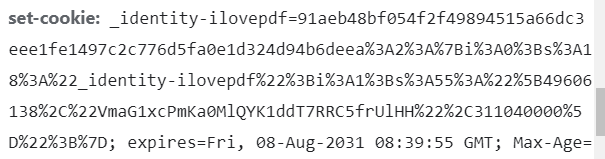 set-cookie: _identity-ilovepdf=91aeb48bf054f2f49894515a66dc3
eee1fe1497c2c776d5fa0e1d324d94b6deea%3A2%3A%7Bi%3A0%3Bs%3A1
8%3A%22_identity-ilovepdf%22%3Bi%3A1%3Bs%3A55%3A%22%5B49606
138%2C%22VmaG1xcPmKa0MlQYK1ddT7RRC5frUlHH%22%2C311040000%5
D%22%3B%7D; expires=Fri, 08-Aug-2031 08:39:55 GMT; Max-Age=